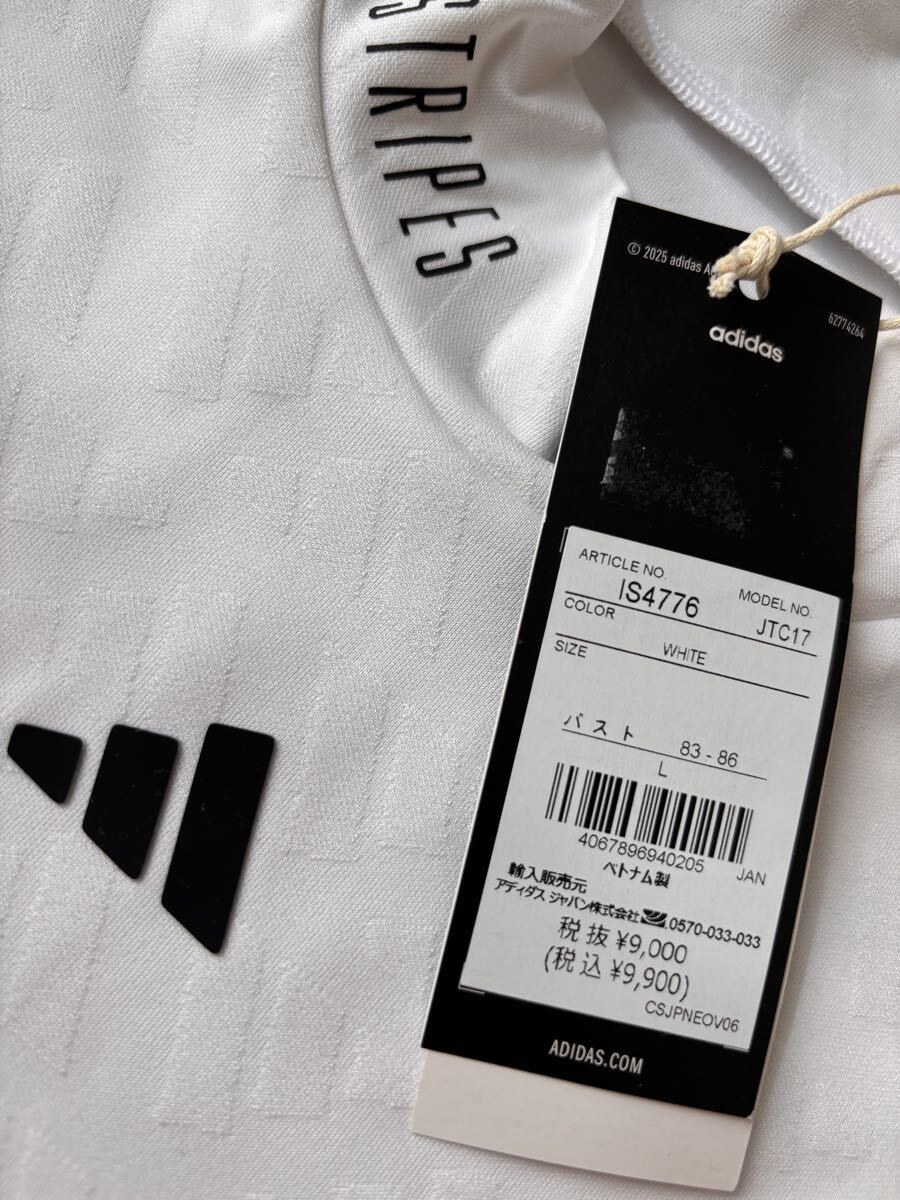 STRIPES
© 2025 adidas
62774264
adidas
ARTICLE NO.
IS4776
MODEL NO.
JTC17
COLOR
WHITE
SIZE
バスト 83 - 86
L
4067896940205 JAN
ベトナム製
輸入販売元
アディダス ジャパン株式会社 .0570-033-033
税抜 ¥9,000
(税込 ¥9,900)
CSJPNEOV06
ADIDAS.COM